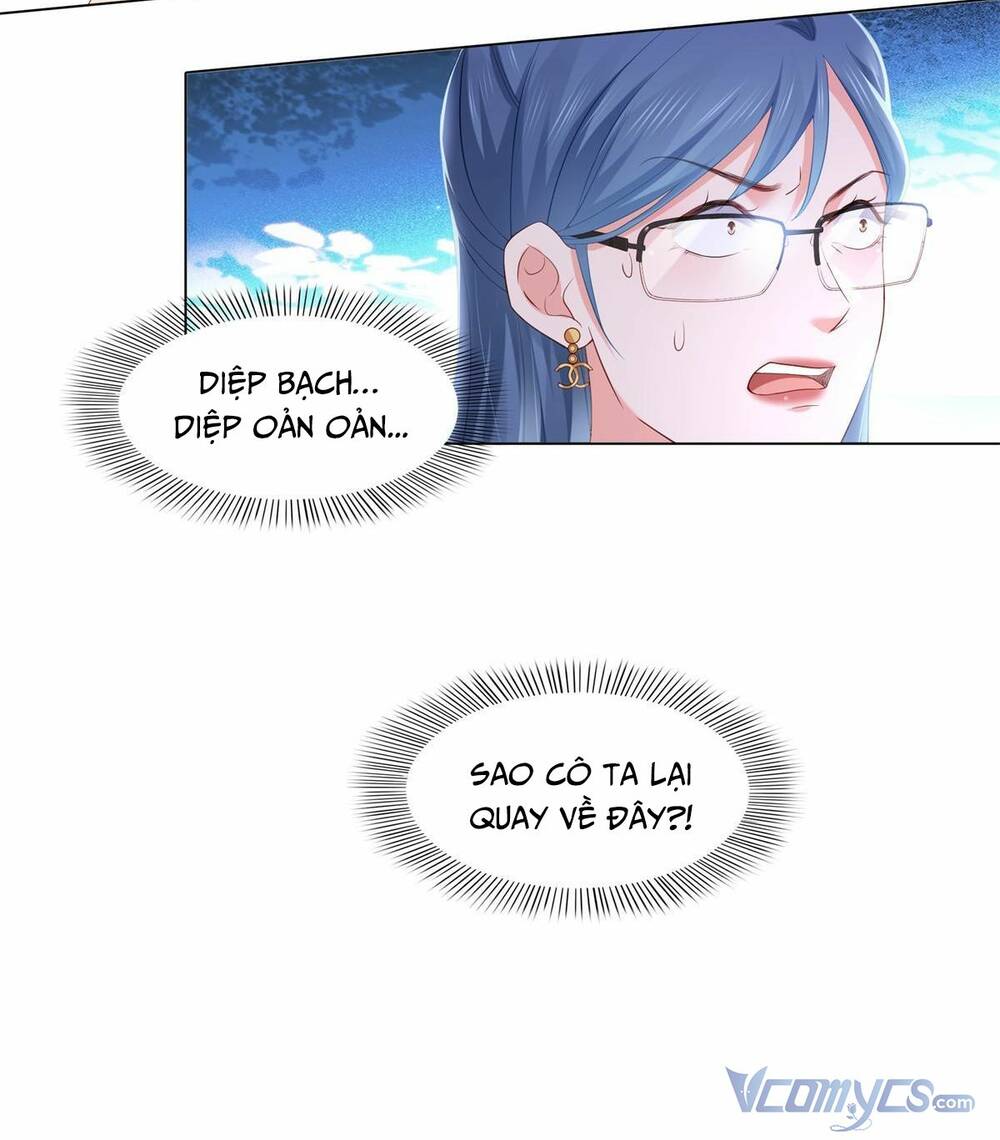 DIỆP BẠCH...
DIỆP OẢN OẢN...
SAO CÔ TA LẠI
QUAY VỀ ĐÂY?!
VCOMYCS.com